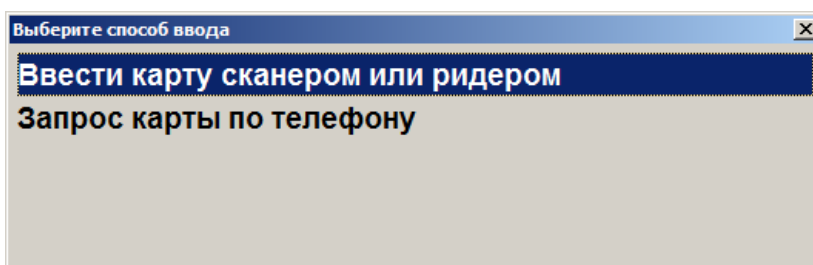 Выберите способ ввода
Ввести карту сканером или ридером
Запрос карты по телефону